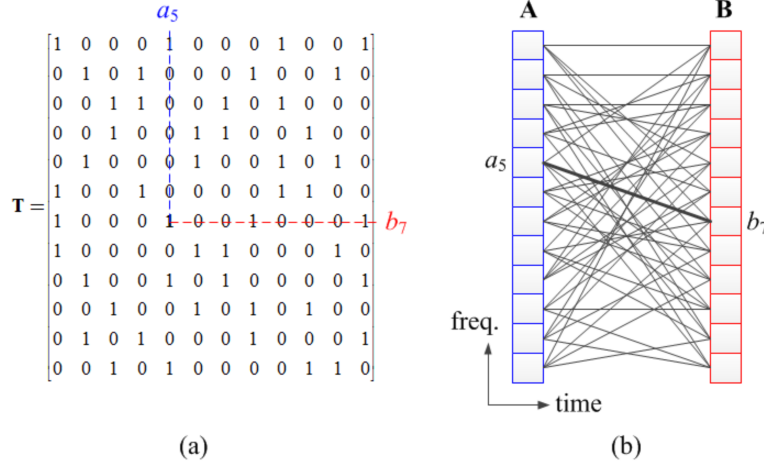 a5
1 0 0 0 1 0 0 0 1 0 0 1
0 1 0 1 0 0 0 1 0 0 1 0
0 0 1 1 0 0 1 0 1 0 0 0
0 0 0 0 0 1 1 0 0 1 0 0
0 1 0 0 0 0 1 0 1 0 1 0
1 0 0 1 0 0 0 0 1 1 0 0
T = 1 0 0 0 1 0 0 1 0 0 0 1 b7
1 0 0 0 0 1 1 0 0 0 1 0
0 1 0 0 1 0 1 0 0 1 0 1
0 0 1 0 0 1 0 1 0 1 0 0
0 1 0 1 0 0 1 0 0 0 0 1
0 0 1 0 1 0 0 0 0 1 1 0
(a)
A B
a5
b7
freq.
time
(b)